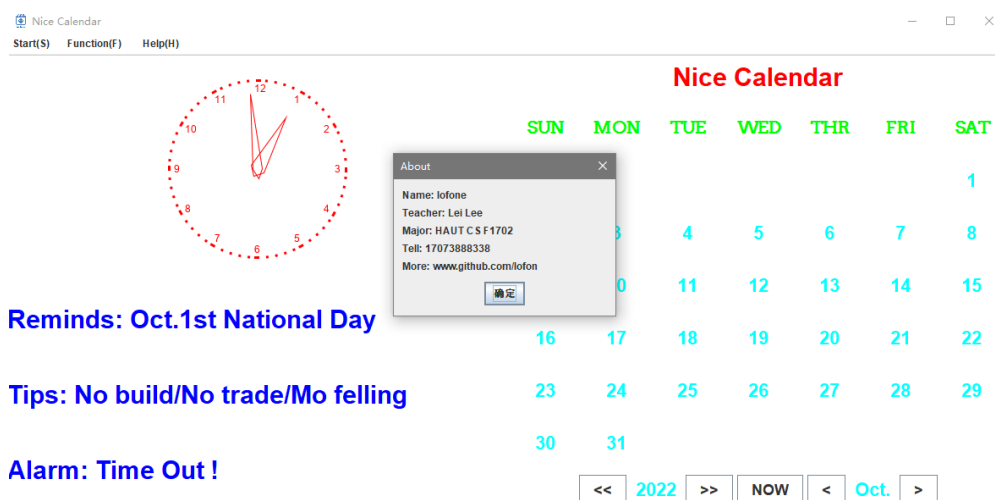 Nice Calendar
Start(S) Function(F) Help(H)
12
11 1
10 2
9 3
8 4
7 5
6
Reminds: Oct.1st National Day
Tips: No build/No trade/Mo felling
Alarm: Time Out !
About
Name: lofone
Teacher: Lei Lee
Major: HAUT C S F1702
Tell: 17073888338
More: www.github.com/lofon
确定
Nice Calendar
SUN MON TUE WED THR FRI SAT
1
3 4 5 6 7 8
0 11 12 13 14 15
16 17 18 19 20 21 22
23 24 25 26 27 28 29
30 31
<< 2022 >> NOW < Oct. >